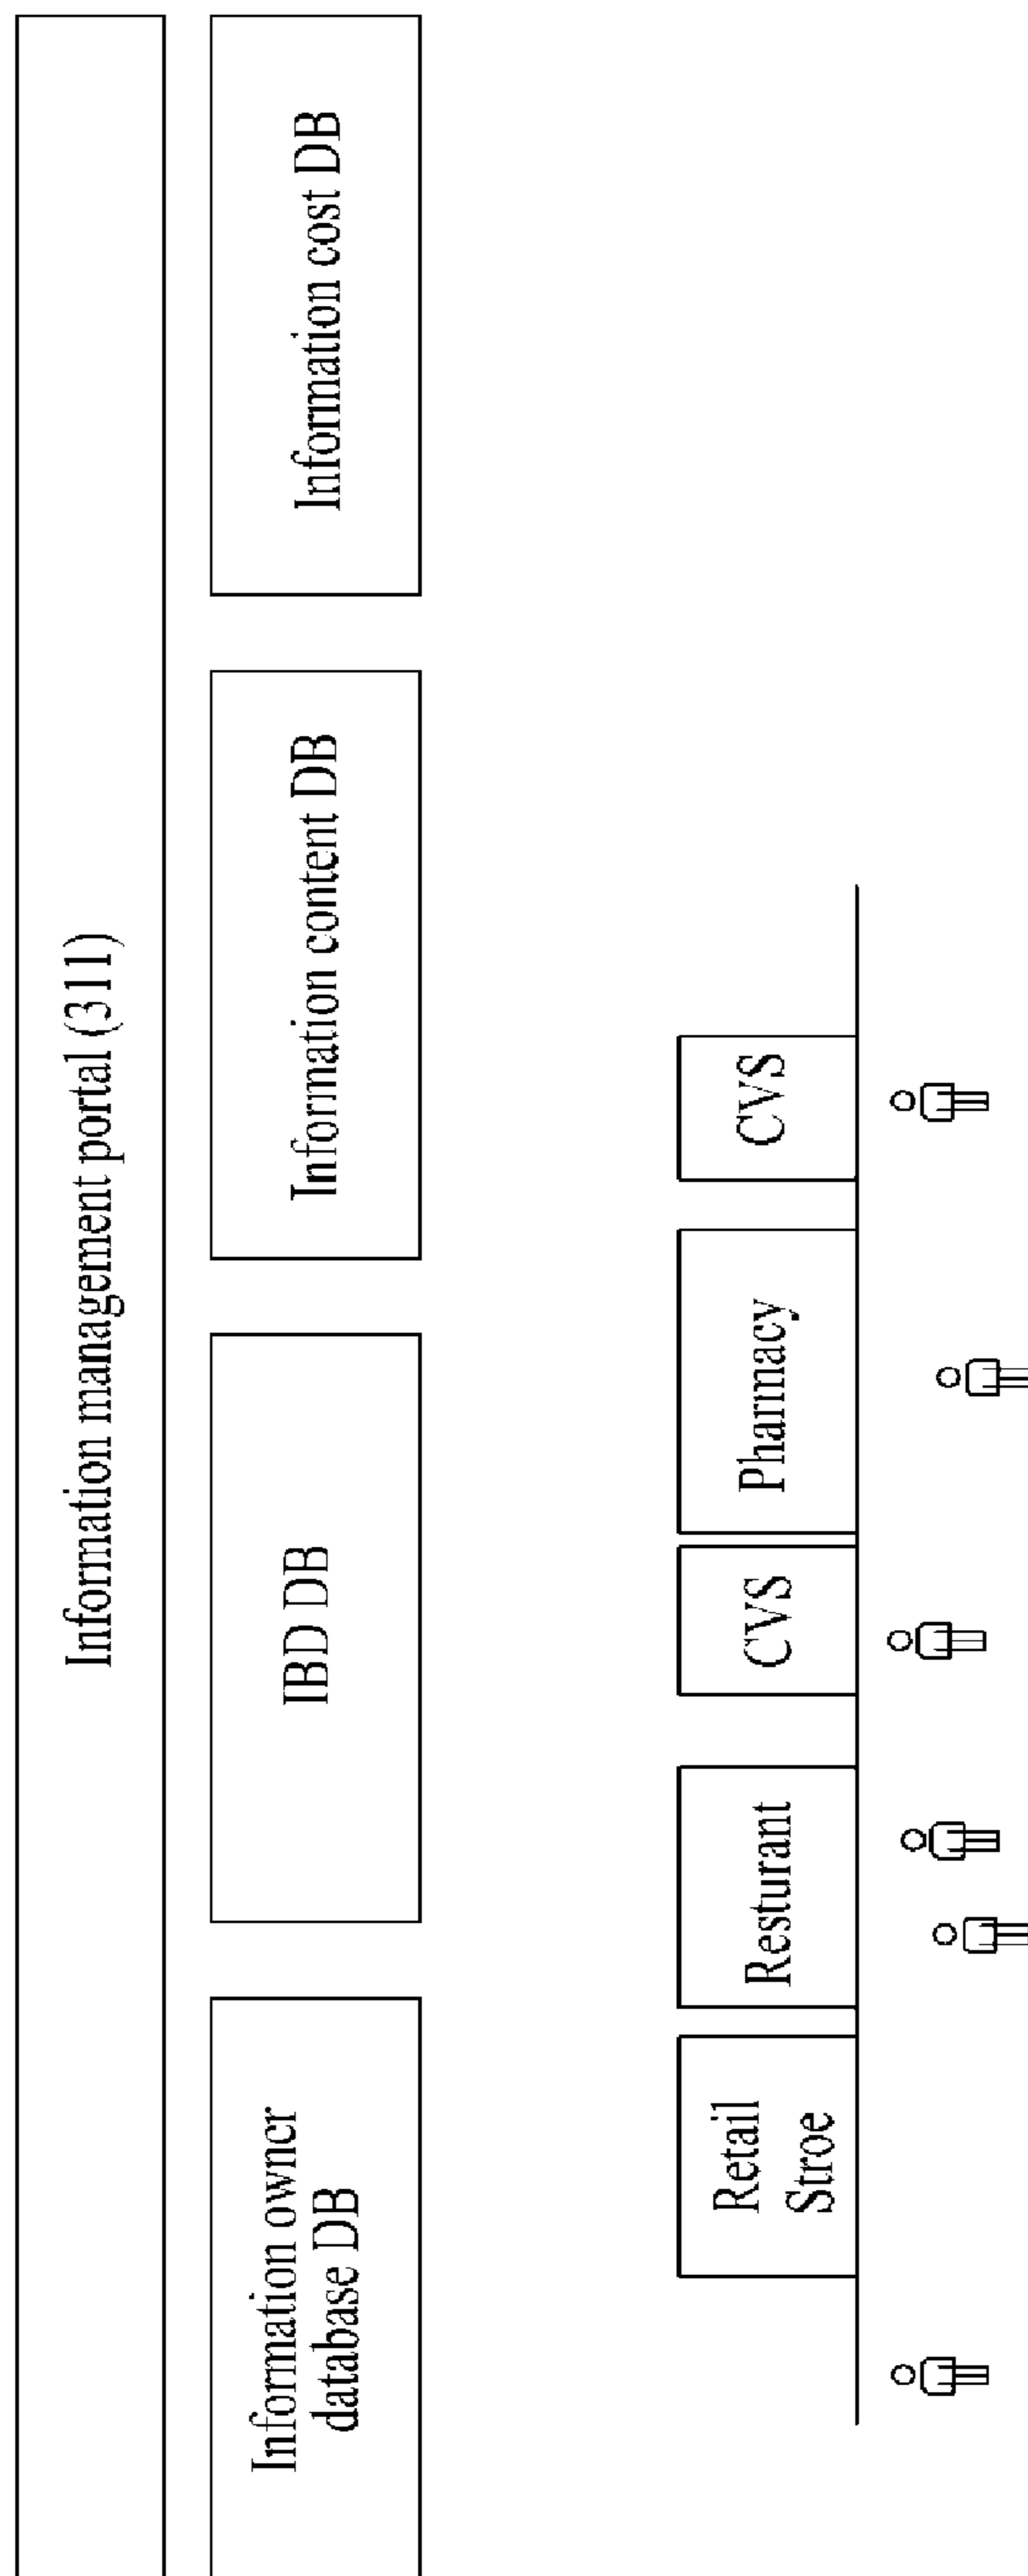 Information management portal (311)
Information owner
database DB
IBD DB
Information content DB
Information cost DB
Retail
Stroe
Resturant
CVS
Pharmacy
CVS